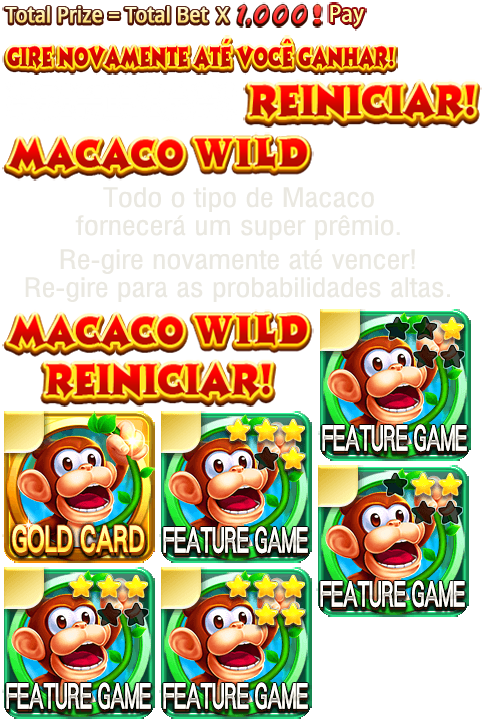 Total Prize = Total Bet X 1,000! Pay
GIRE NOVAMENTE ATÉ VOCÊ GANHAR!
REINICIAR!
MACACO WILD
Todo o tipo de Macaco
fornecerá um super prêmio.
Re-gire novamente até vencer!
Re-gire para as probabilidades altas.
MACACO WILD
REINICIAR!
FEATURE GAME
GOLD CARD
FEATURE GAME
FEATURE GAME
FEATURE GAME
FEATURE GAME